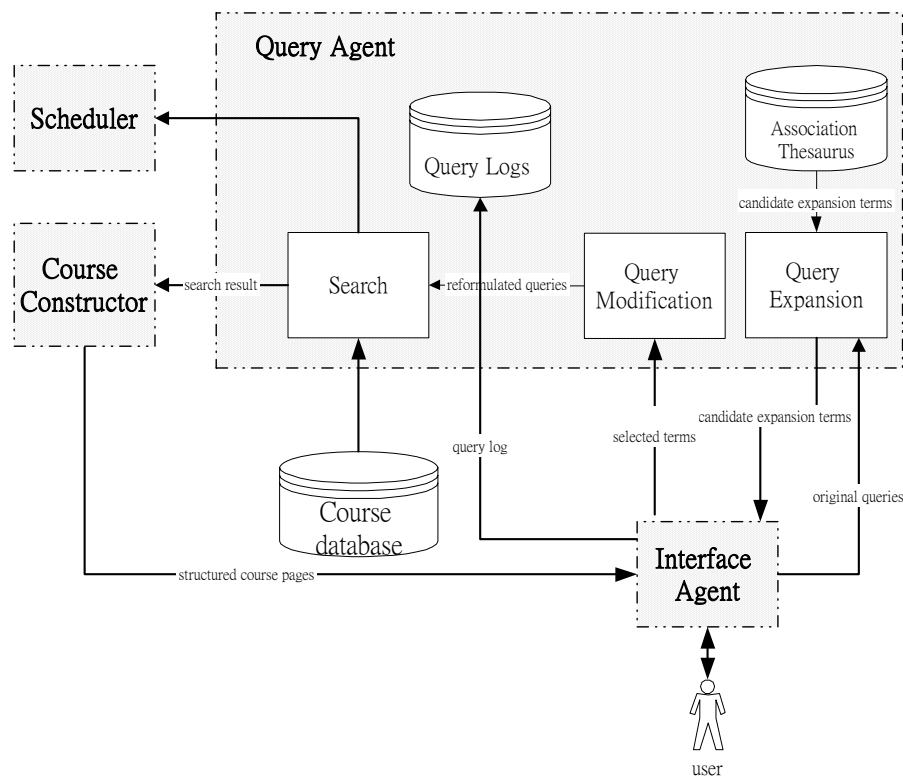 Query Agent
Scheduler
Query Logs
Association
Thesaurus
candidate expansion terms
Course
Constructor
search result
Search
reformulated queries
Query
Modification
Query
Expansion
query log
selected terms
candidate expansion terms
original queries
Course
database
structured course pages
Interface
Agent
user